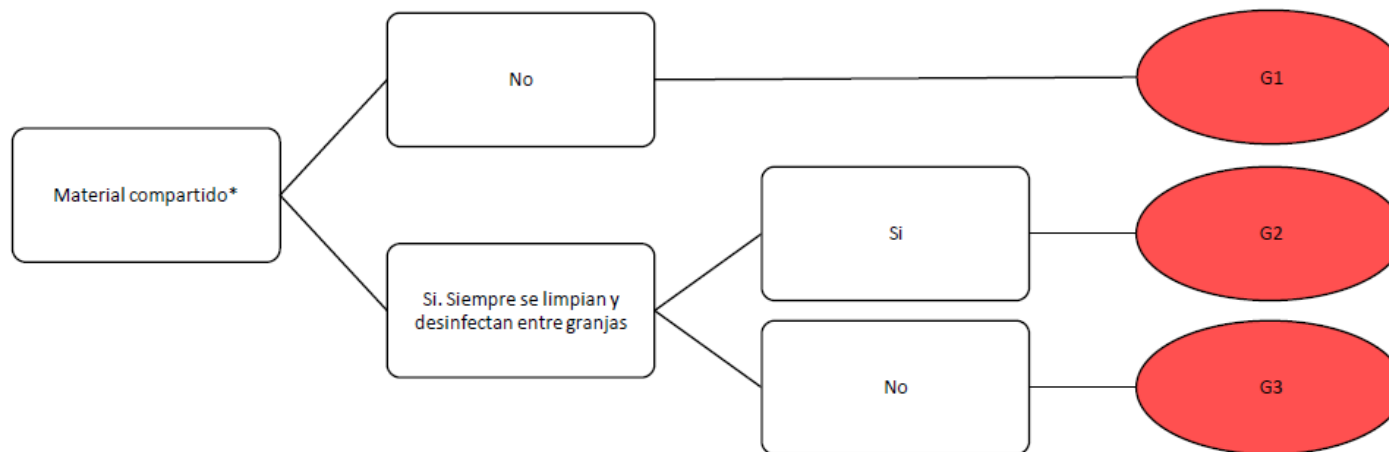 No
G1
Material compartido*
Si
G2
Si. Siempre se limpian y
desinfectan entre granjas
No
G3